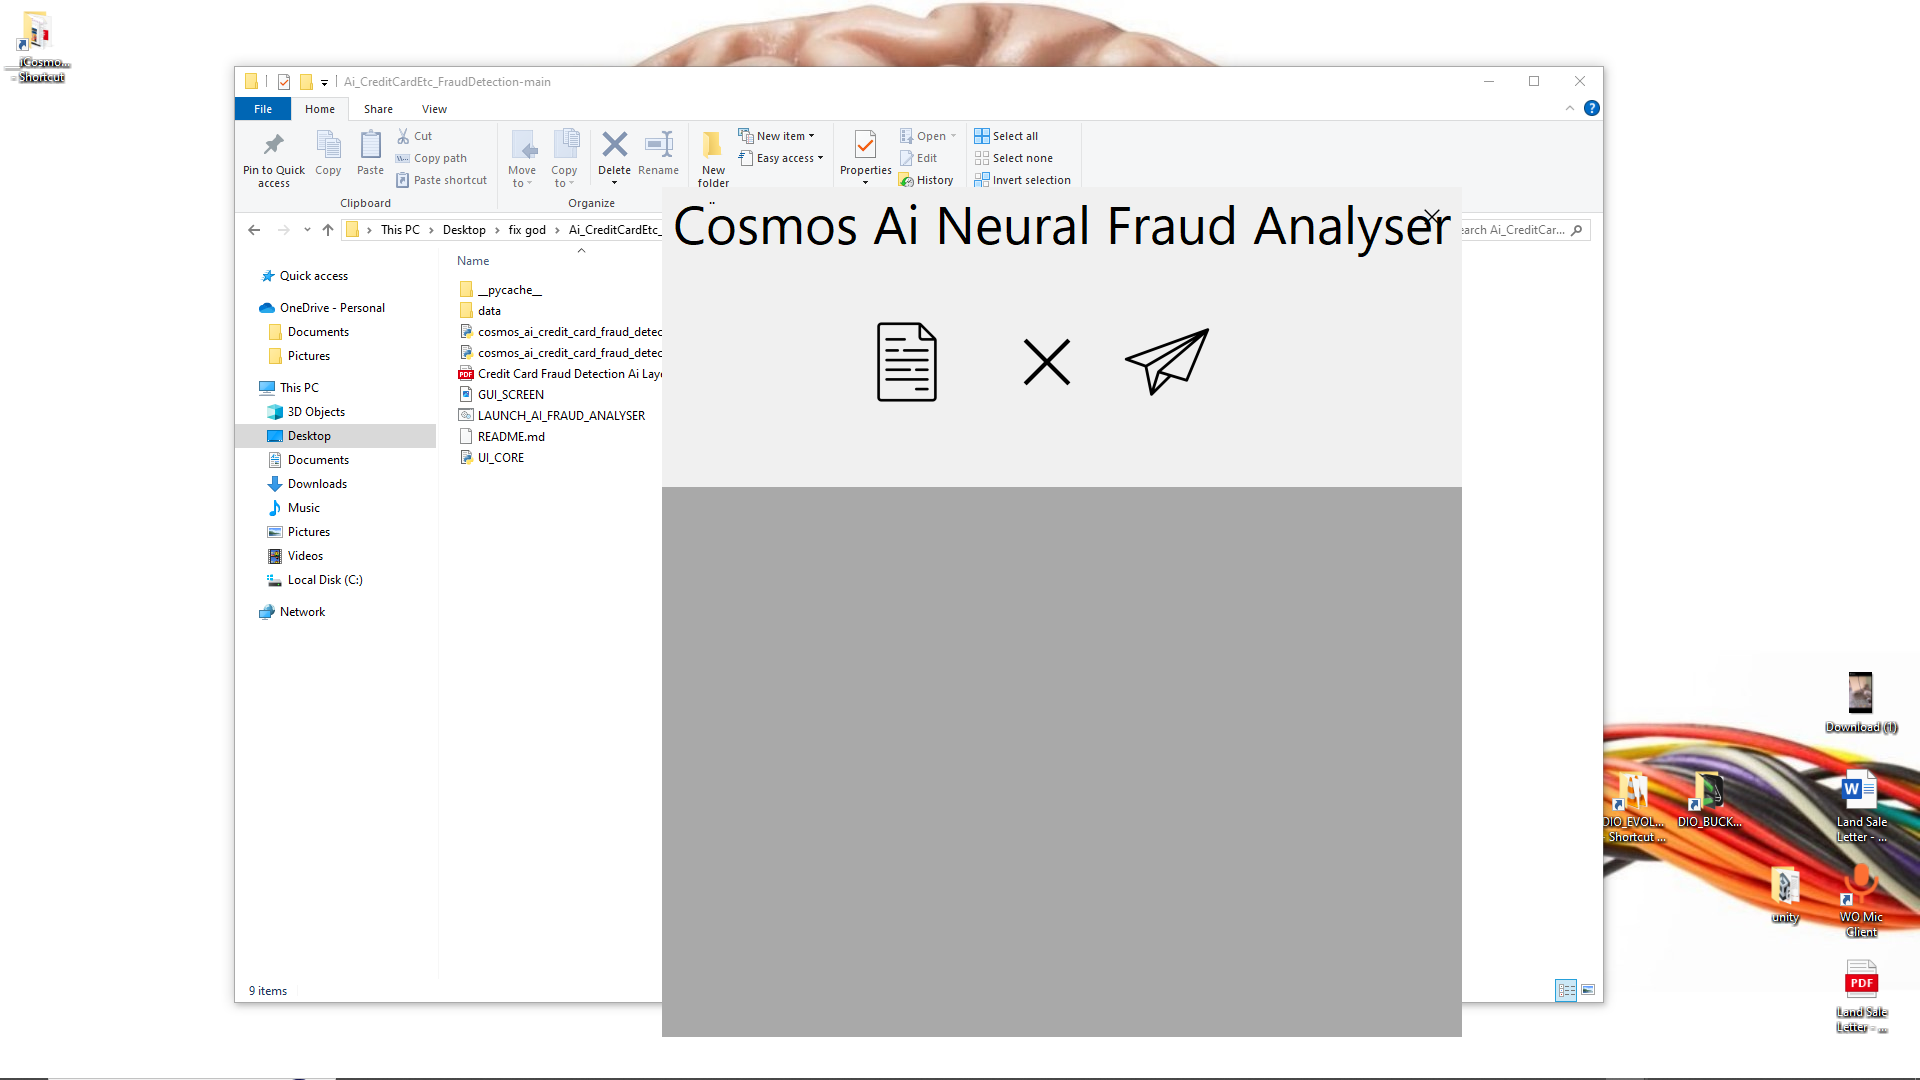 iCosmo...
- Shortcut
Ai_CreditCardEtc_FraudDetection-main
File
Home
Share
View
Pin to Quick access
Copy
Paste
Cut
Copy path
Paste shortcut
Clipboard
Move to
Copy to
Delete
Rename
Organize
New folder
New item
Easy access
Properties
Open
Edit
History
Select all
Select none
Invert selection
This PC
Desktop
fix god
Ai_CreditCardEtc_
earch Ai_CreditCar...
Cosmos Ai Neural Fraud Analyser
Name
__pycache__
data
cosmos_ai_credit_card_fraud_detec
cosmos_ai_credit_card_fraud_detec
PDF Credit Card Fraud Detection Ai Laye
GUI_SCREEN
LAUNCH_AI_FRAUD_ANALYSER
README.md
UI_CORE
Quick access
OneDrive - Personal
Documents
Pictures
This PC
3D Objects
Desktop
Documents
Downloads
Music
Pictures
Videos
Local Disk (C:)
Network
9 items
Download (1)
DIO_EVOL...
Shortcut ...
DIO_BUCK...
W
Land Sale
Letter - ...
unity
WO Mic
Client
PDF
Land Sale
Letter - ...